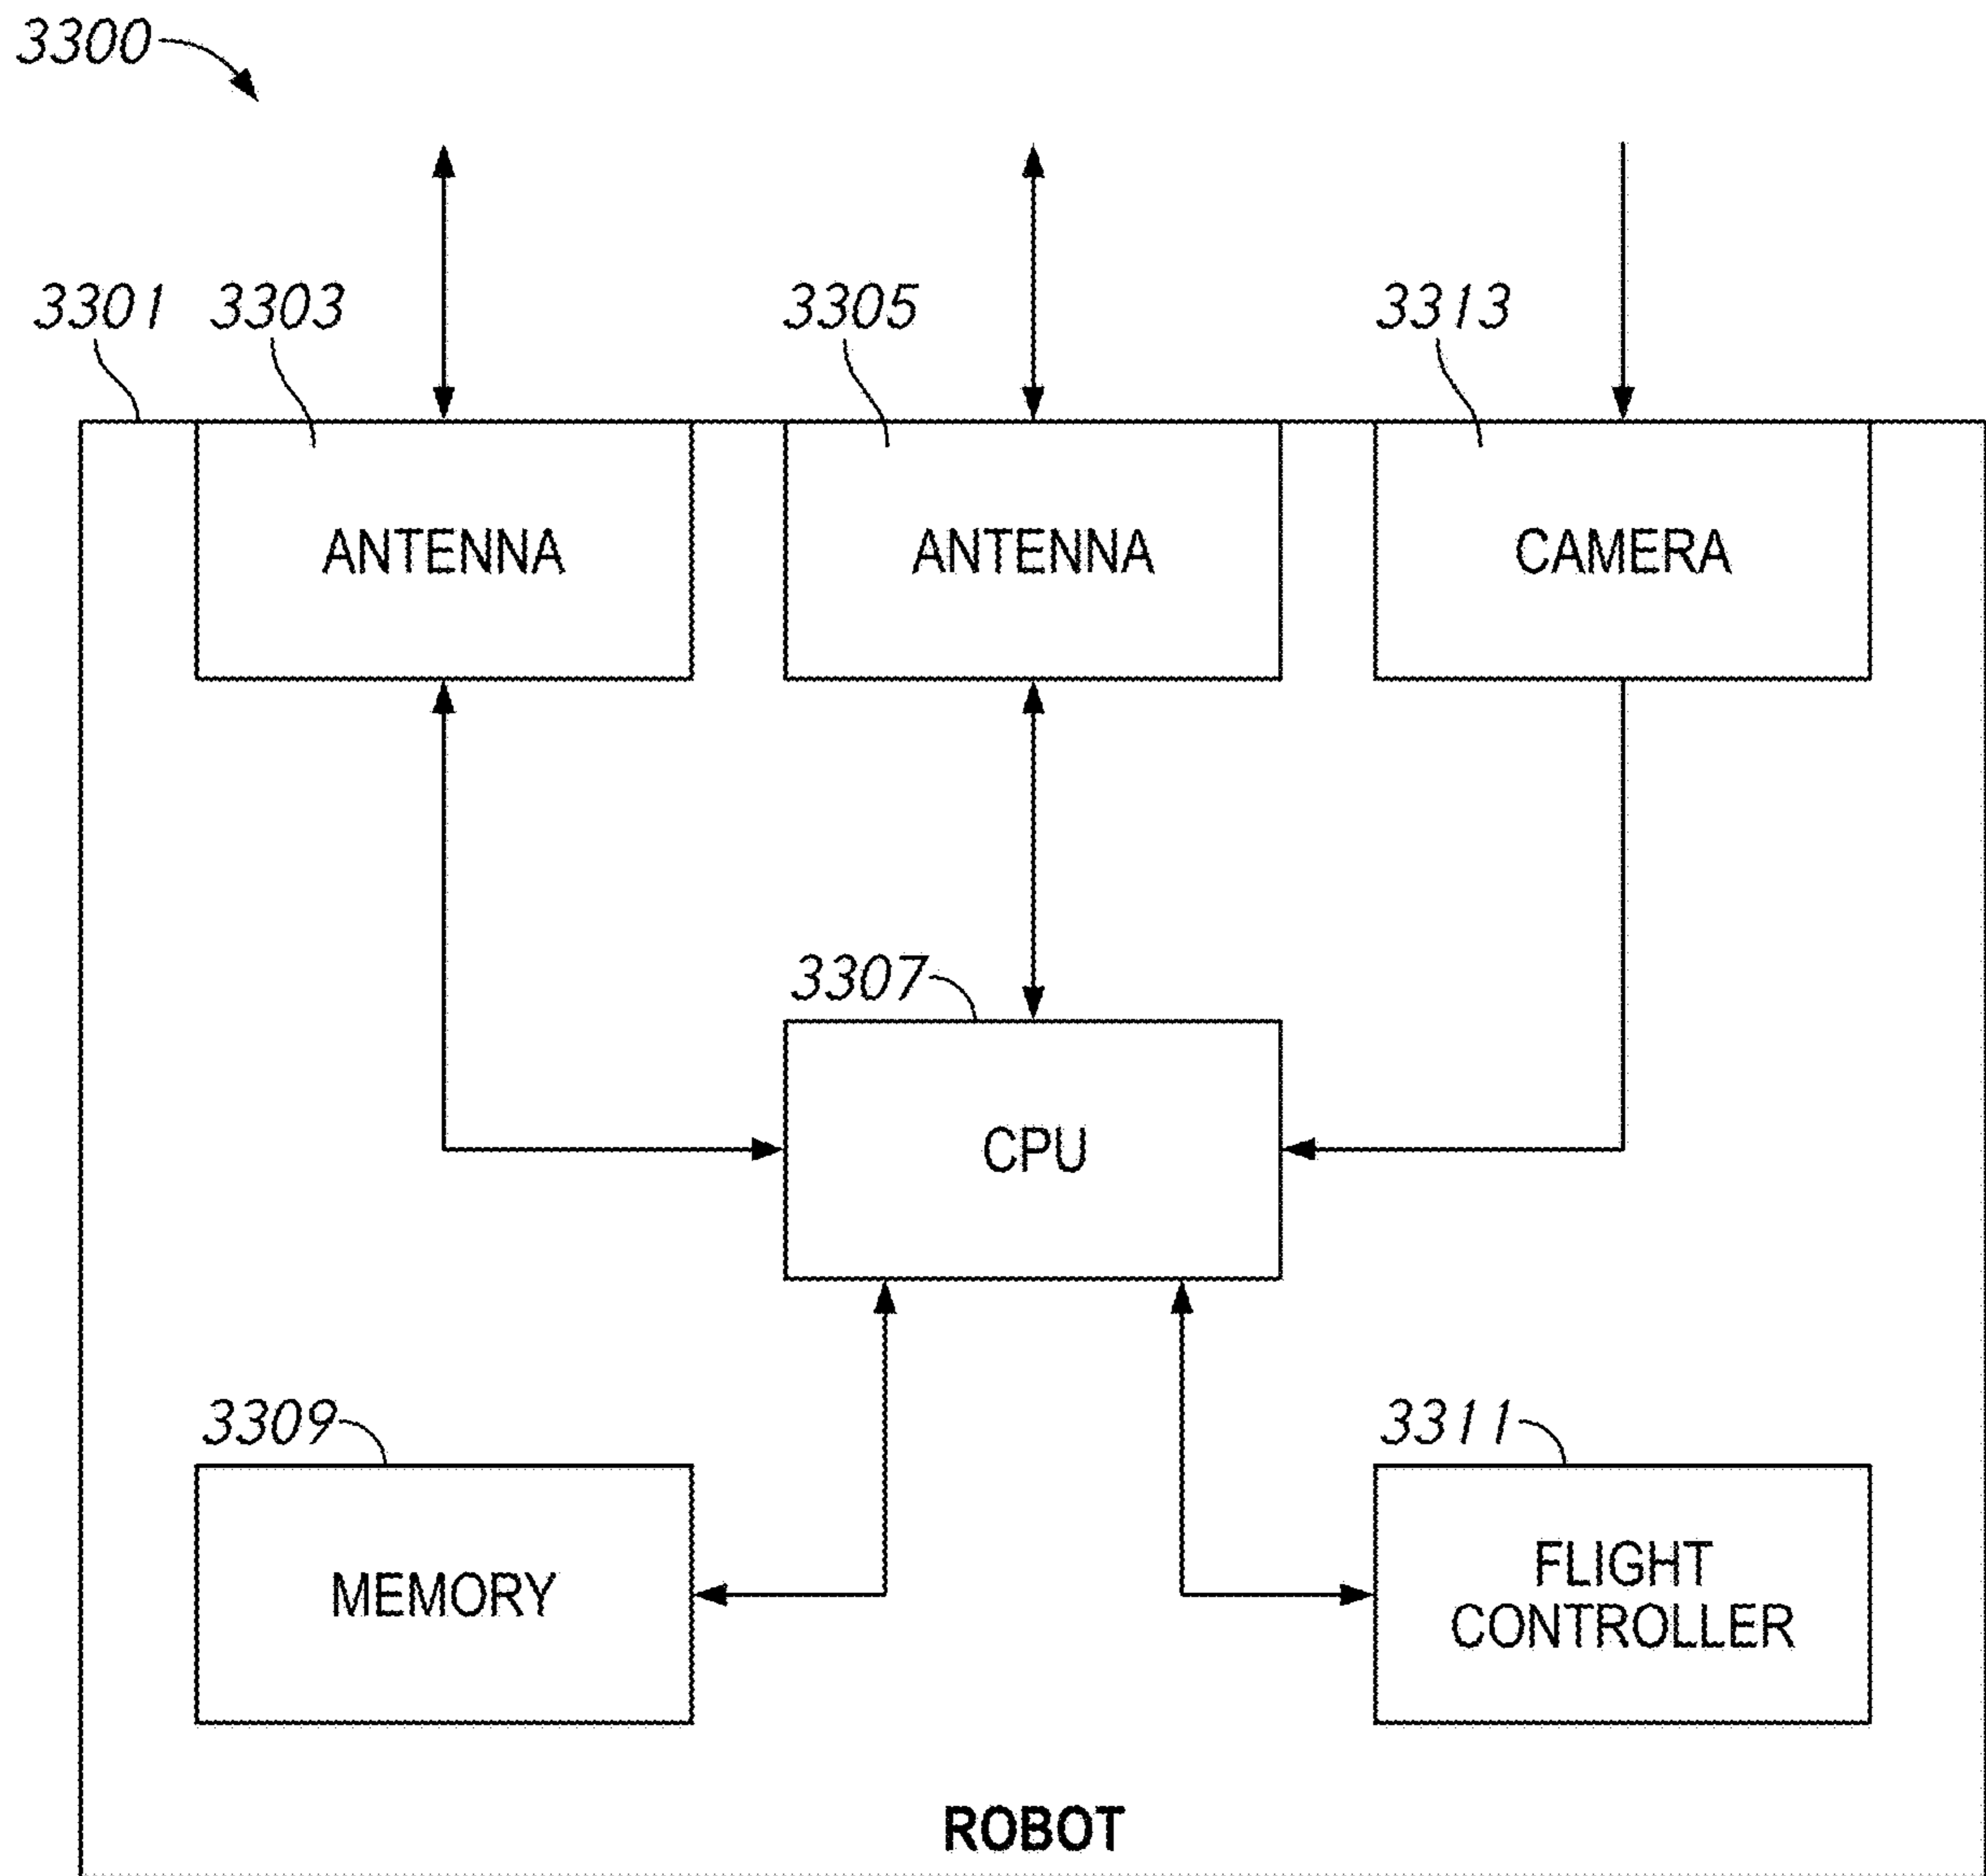 3300
3301
3303
3305
3313
ANTENNA
ANTENNA
CAMERA
3307
CPU
3309
3311
MEMORY
FLIGHT
CONTROLLER
ROBOT